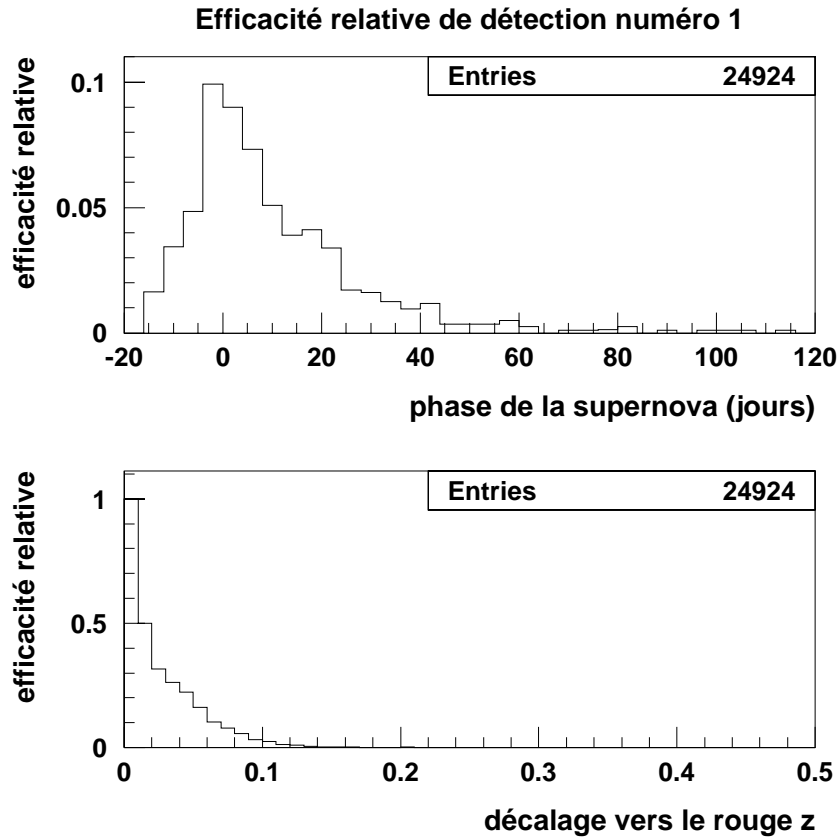 Efficacité relative de détection numéro 1
efficacité relative
Entries 24924
0.1
0.05
0
-20 0 20 40 60 80 100 120
phase de la supernova (jours)
efficacité relative
Entries 24924
1
0.5
0
0 0.1 0.2 0.3 0.4 0.5
décalage vers le rouge z